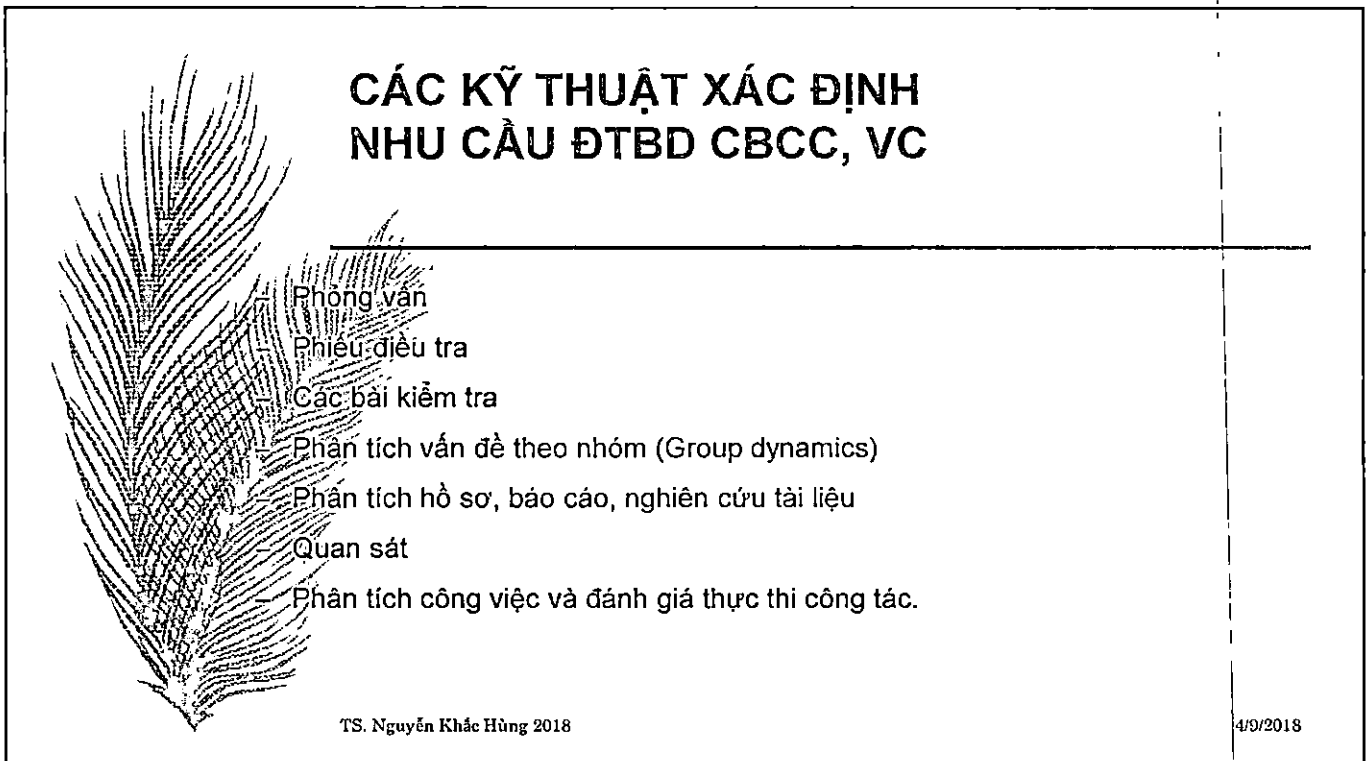 CÁC KỸ THUẬT XÁC ĐỊNH
NHU CẦU ĐTBD CBCC, VC
– Phỏng vấn
– Phiếu điều tra
– Các bài kiểm tra
– Phân tích vấn đề theo nhóm (Group dynamics)
– Phân tích hồ sơ, báo cáo, nghiên cứu tài liệu
– Quan sát
– Phân tích công việc và đánh giá thực thi công tác.
TS. Nguyễn Khắc Hùng 2018
4/9/2018